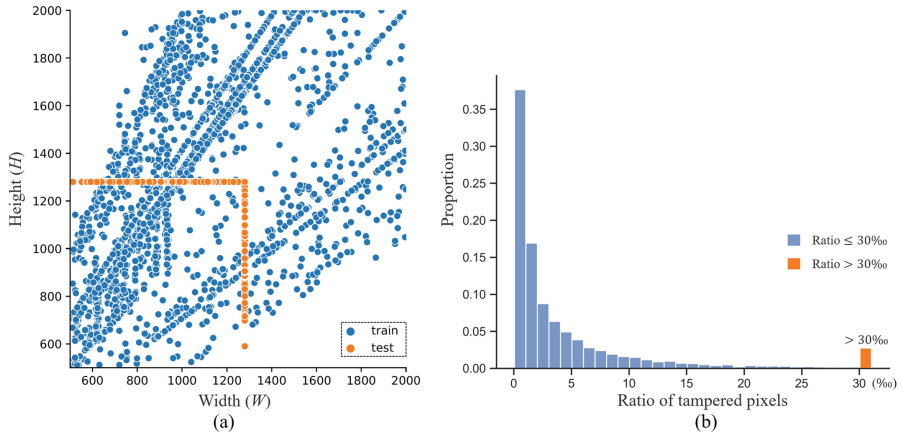 2000
1800
1600
1400
1200
1000
800
600
Height (H)
600 800 1000 1200 1400 1600 1800 2000
Width (W)
train
test
(a)
0.35
0.30
0.25
0.20
0.15
0.10
0.05
0.00
Proportion
Ratio ≤ 30‰
Ratio > 30‰
> 30‰
0 5 10 15 20 25 30 (‰)
Ratio of tampered pixels
(b)